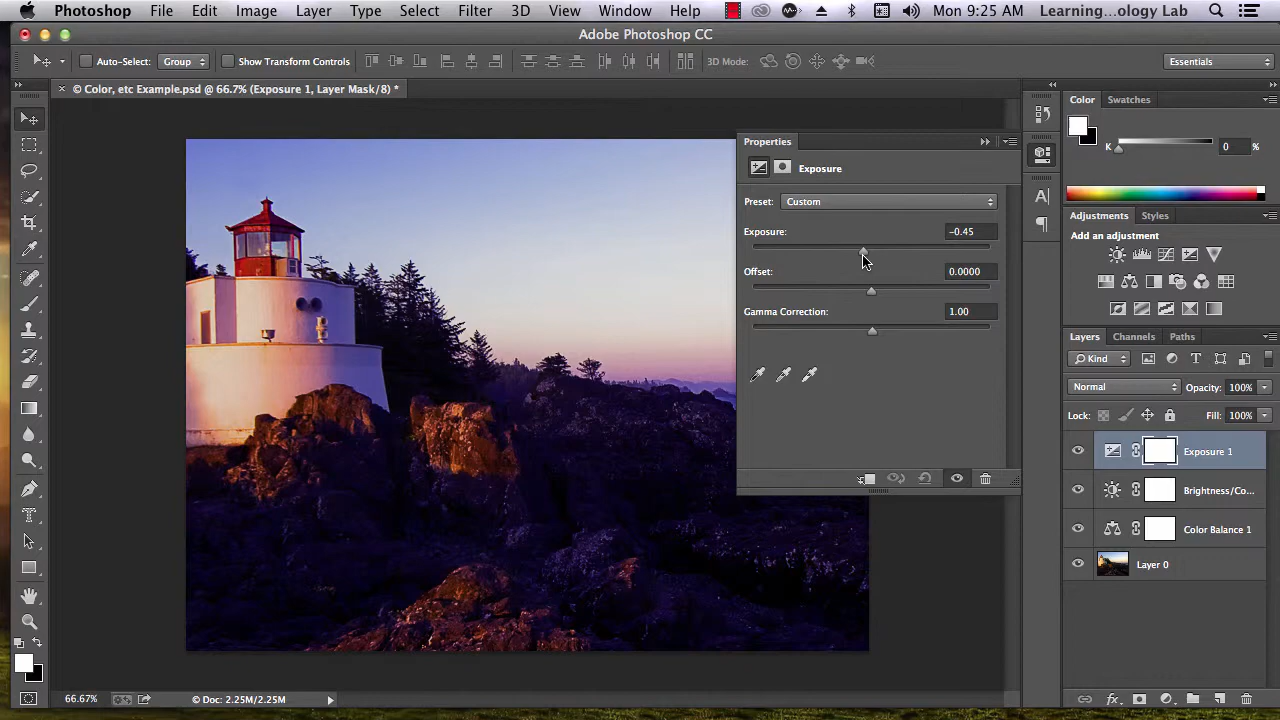 Photoshop File Edit Image Layer Type Select Filter 3D View Window Help Mon 9:25 AM Learning...ology Lab
Adobe Photoshop CC
Auto-Select: Group Show Transform Controls 3D Mode: Essentials
© Color, etc Example.psd @ 66.7% (Exposure 1, Layer Mask/8) *
Color Swatches
K 0 %
Properties
Exposure
Preset: Custom
Exposure: -0.45
Offset: 0.0000
Gamma Correction: 1.00
Adjustments Styles
Add an adjustment
Layers Channels Paths
Kind
Normal Opacity: 100%
Lock: Fill: 100%
Exposure 1
Brightness/Co...
Color Balance 1
Layer 0
A
T
fx
66.67% © Doc: 2.25M/2.25M